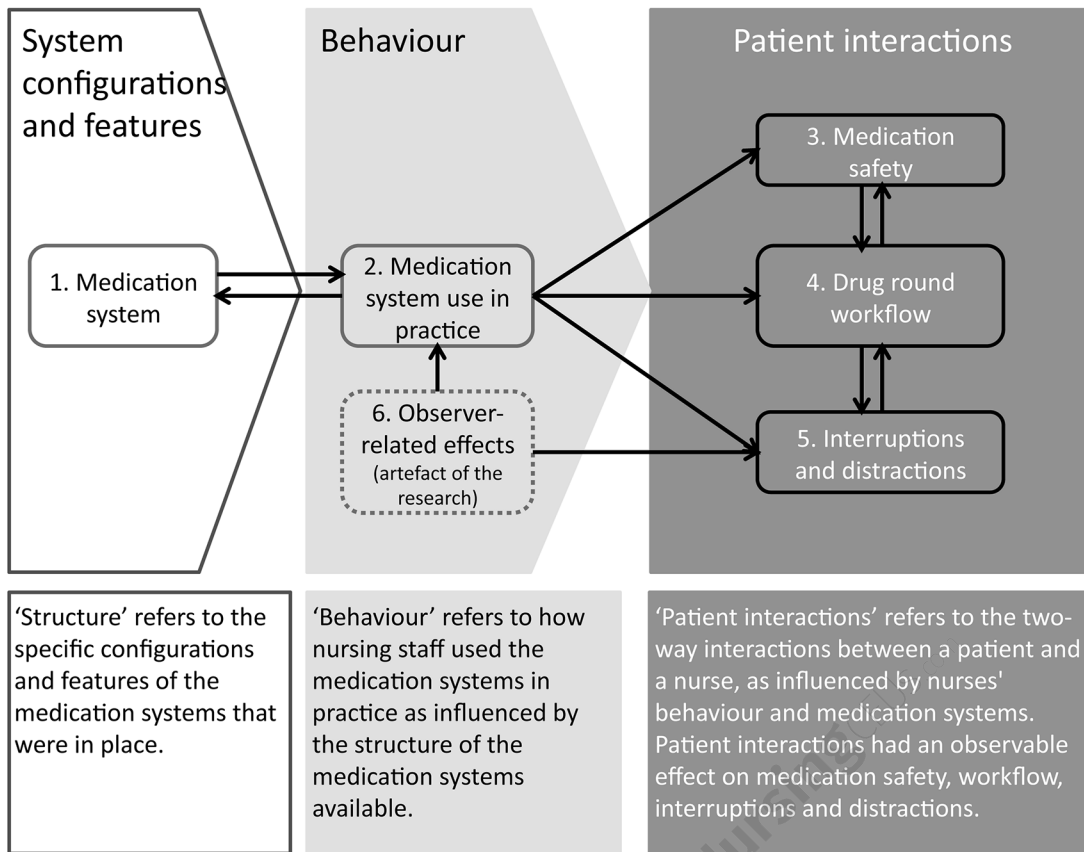 System
configurations
and features
Behaviour
Patient interactions
1. Medication
system
2. Medication
system use in
practice
6. Observer-
related effects
(artefact of the
research)
3. Medication
safety
4. Drug round
workflow
5. Interruptions
and distractions
‘Structure’ refers to the
specific configurations
and features of the
medication systems that
were in place.
‘Behaviour’ refers to how
nursing staff used the
medication systems in
practice as influenced by
the structure of the
medication systems
available.
‘Patient interactions’ refers to the two-
way interactions between a patient and
a nurse, as influenced by nurses'
behaviour and medication systems.
Patient interactions had an observable
effect on medication safety, workflow,
interruptions and distractions.